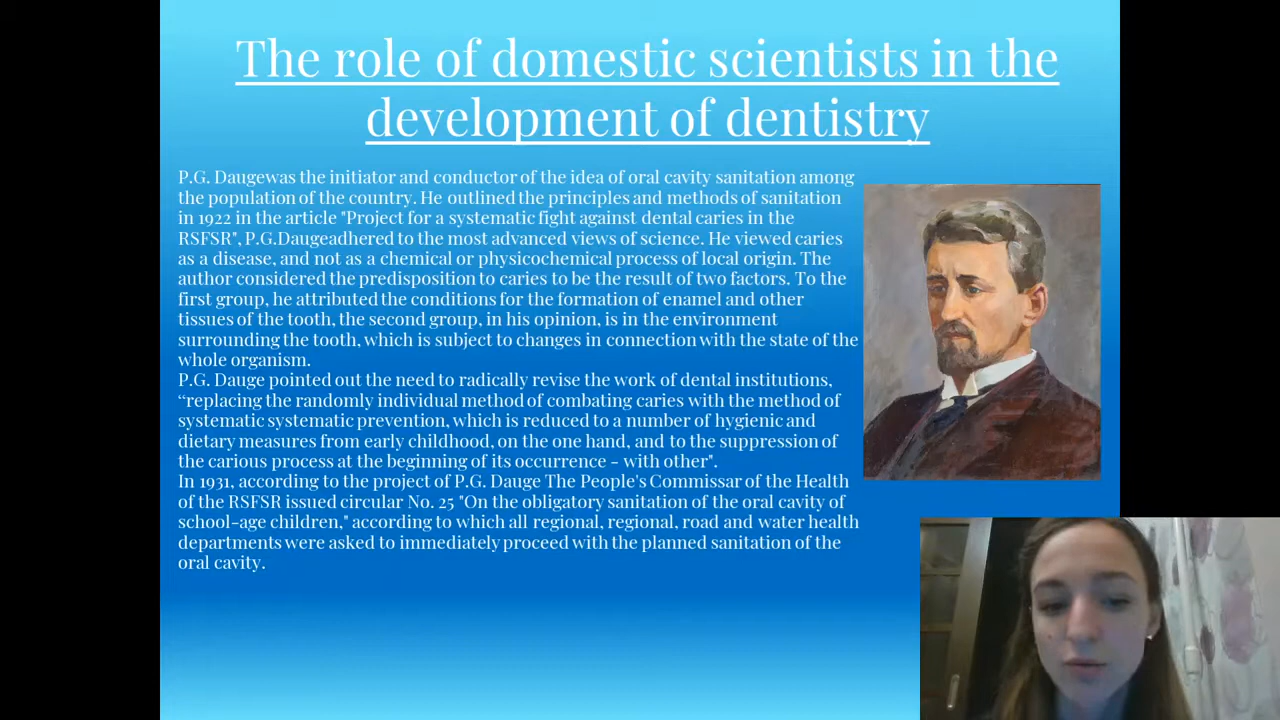 The role of domestic scientists in the
development of dentistry
P.G. Daugewas the initiator and conductor of the idea of oral cavity sanitation among
the population of the country. He outlined the principles and methods of sanitation
in 1922 in the article "Project for a systematic fight against dental caries in the
RSFSR", P.G.Daugeadhered to the most advanced views of science. He viewed caries
as a disease, and not as a chemical or physicochemical process of local origin. The
author considered the predisposition to caries to be the result of two factors. To the
first group, he attributed the conditions for the formation of enamel and other
tissues of the tooth, the second group, in his opinion, is in the environment
surrounding the tooth, which is subject to changes in connection with the state of the
whole organism.
P.G. Dauge pointed out the need to radically revise the work of dental institutions,
“replacing the randomly individual method of combating caries with the method of
systematic systematic prevention, which is reduced to a number of hygienic and
dietary measures from early childhood, on the one hand, and to the suppression of
the carious process at the beginning of its occurrence - with other".
In 1931, according to the project of P.G. Dauge The People's Commissar of the Health
of the RSFSR issued circular No. 25 "On the obligatory sanitation of the oral cavity of
school-age children," according to which all regional, regional, road and water health
departments were asked to immediately proceed with the planned sanitation of the
oral cavity.